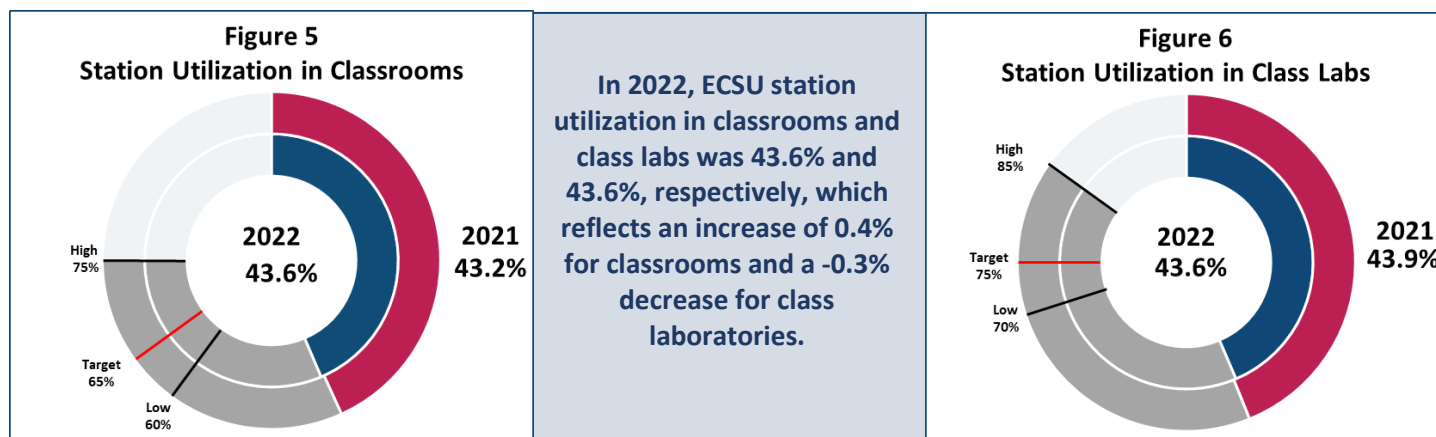 Figure 5
Station Utilization in Classrooms
High
75%
Target
65%
Low
60%
2022
43.6%
2021
43.2%
In 2022, ECSU station
utilization in classrooms and
class labs was 43.6% and
43.6%, respectively, which
reflects an increase of 0.4%
for classrooms and a -0.3%
decrease for class
laboratories.
Figure 6
Station Utilization in Class Labs
High
85%
Target
75%
Low
70%
2022
43.6%
2021
43.9%